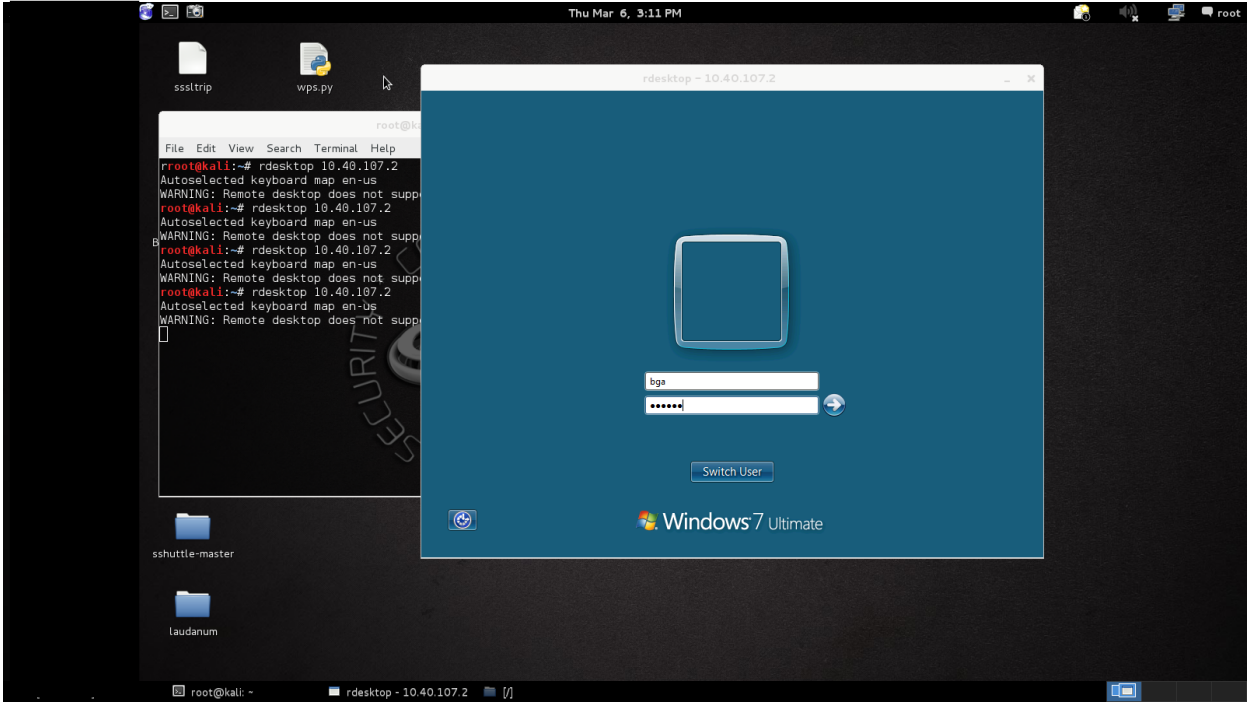 Thu Mar 6, 3:11 PM
root
sssltrip
wps.py
rdesktop - 10.40.107.2
root@ka
File Edit View Search Terminal Help
rroot@kali:~# rdesktop 10.40.107.2
Autoselected keyboard map en-us
WARNING: Remote desktop does not suppo
root@kali:~# rdesktop 10.40.107.2
Autoselected keyboard map en-us
WARNING: Remote desktop does not suppo
root@kali:~# rdesktop 10.40.107.2
Autoselected keyboard map en-us
WARNING: Remote desktop does not suppo
root@kali:~# rdesktop 10.40.107.2
Autoselected keyboard map en-us
WARNING: Remote desktop does not suppo
B
SECURITY
bga
••••••
Switch User
Windows 7 Ultimate
sshuttle-master
laudanum
root@kali: ~
rdesktop - 10.40.107.2
[/]